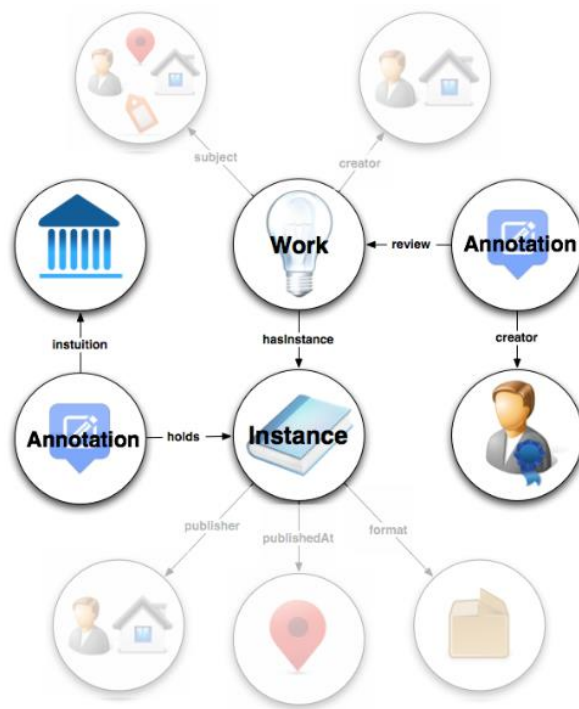 subject
creator
Work
review
Annotation
instuition
hasInstance
creator
Annotation
holds
Instance
publisher
publishedAt
format